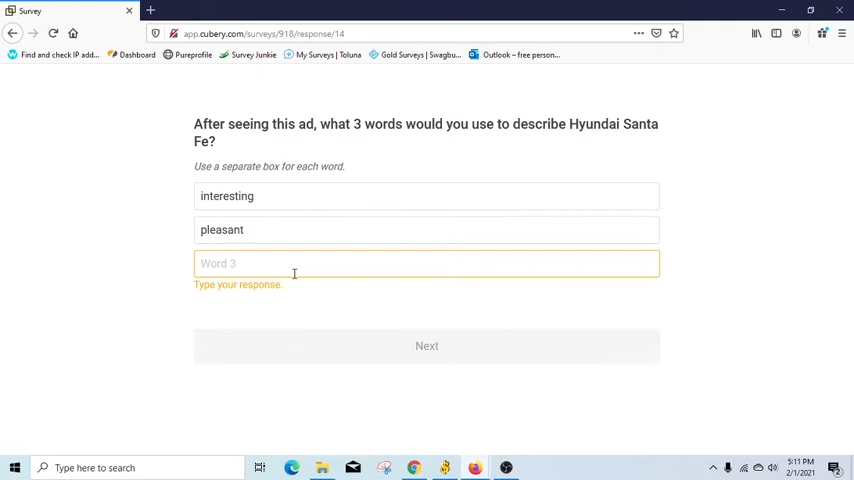 Survey
app.cubery.com/surveys/918/response/14
Find and check IP add... Dashboard Pureprofile Survey Junkie My Surveys | Toluna Gold Surveys | Swagbu... Outlook – free person...
After seeing this ad, what 3 words would you use to describe Hyundai Santa
Fe?
Use a separate box for each word.
interesting
pleasant
Word 3
Type your response.
Next
Type here to search
5:11 PM
2/1/2021
2